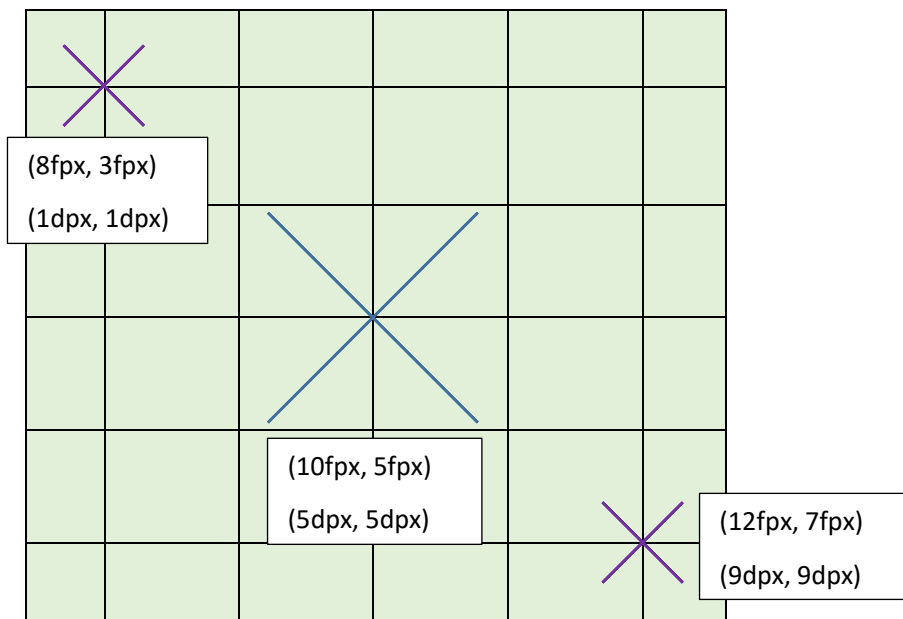 (8fpx, 3fpx)
(1dpx, 1dpx)
(10fpx, 5fpx)
(5dpx, 5dpx)
(12fpx, 7fpx)
(9dpx, 9dpx)